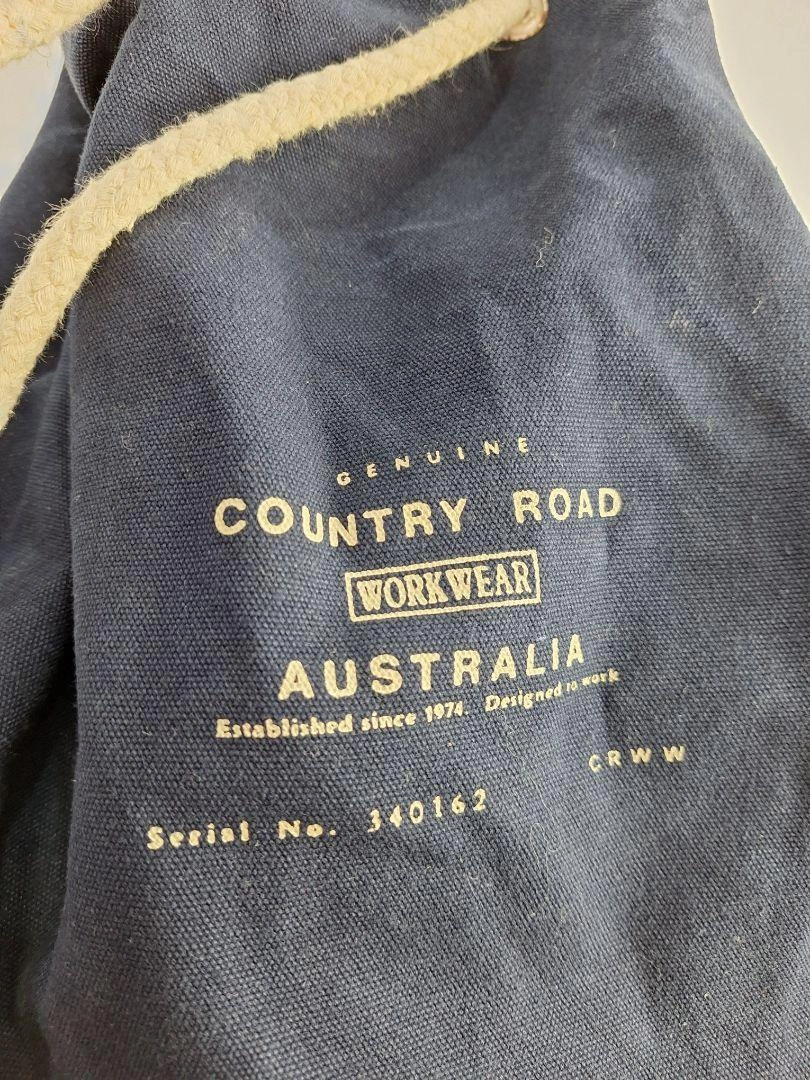 GENUINE
COUNTRY ROAD
WORKWEAR
AUSTRALIA
Established since 1974. Designed to work
CRWW
Serial No. 340162